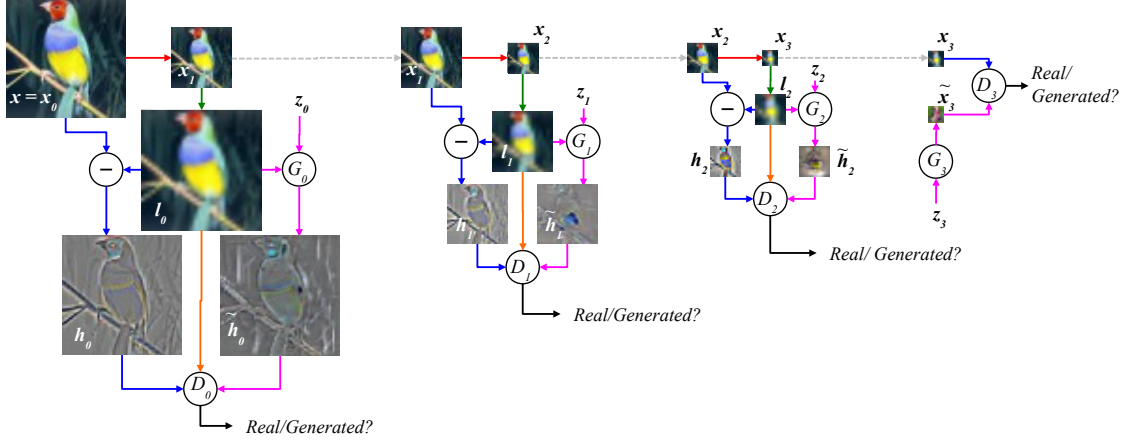 x = x₀
x₁
l₀
−
z₀
G₀
h₀
h̃₀
D₀
Real/Generated?
x₁
x₂
l₁
−
z₁
G₁
h₁
h̃₁
D₁
Real/Generated?
x₂
x₃
l₂
−
z₂
G₂
h₂
h̃₂
D₂
Real/ Generated?
x₃
D₃
Real/
Generated?
x̃₃
G₃
z₃